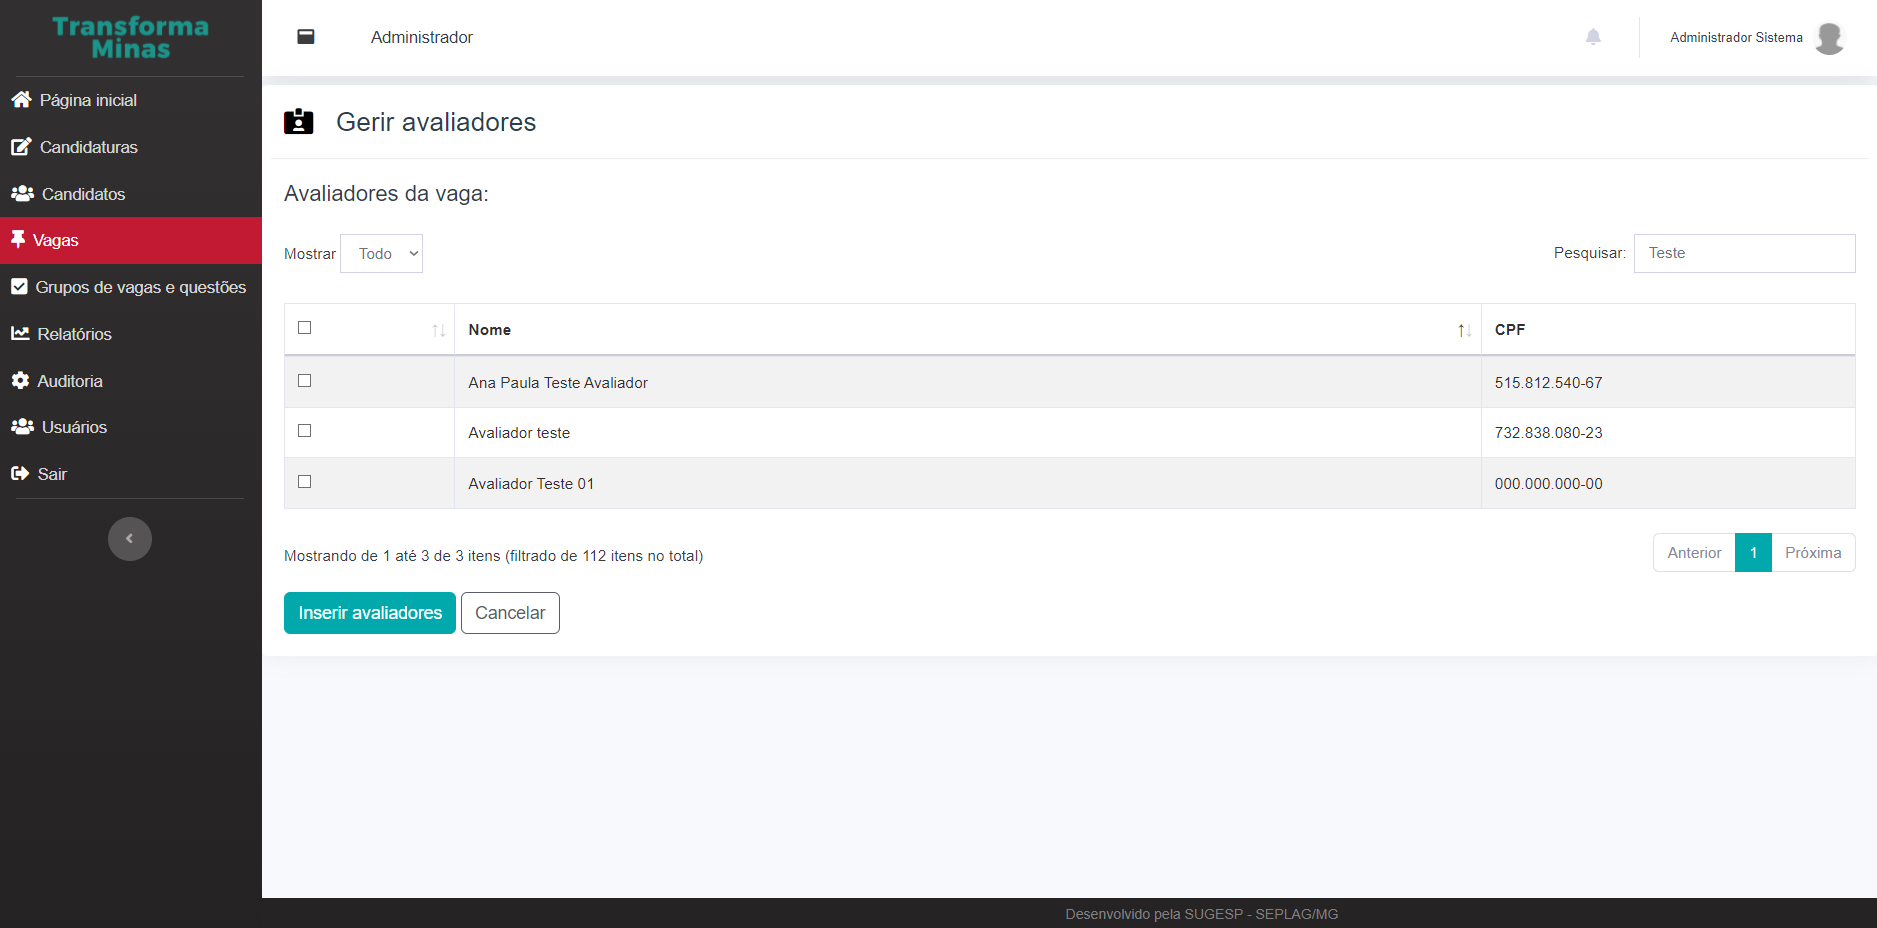 Transforma
Minas
Administrador
Administrador Sistema
Página inicial
Candidaturas
Candidatos
Vagas
Grupos de vagas e questões
Relatórios
Auditoria
Usuários
Sair
Gerir avaliadores
Avaliadores da vaga:
Mostrar Todo
Pesquisar: Teste
Nome CPF
Ana Paula Teste Avaliador 515.812.540-67
Avaliador teste 732.838.080-23
Avaliador Teste 01 000.000.000-00
Mostrando de 1 até 3 de 3 itens (filtrado de 112 itens no total)
Anterior 1 Próxima
Inserir avaliadores Cancelar
Desenvolvido pela SUGESP - SEPLAG/MG